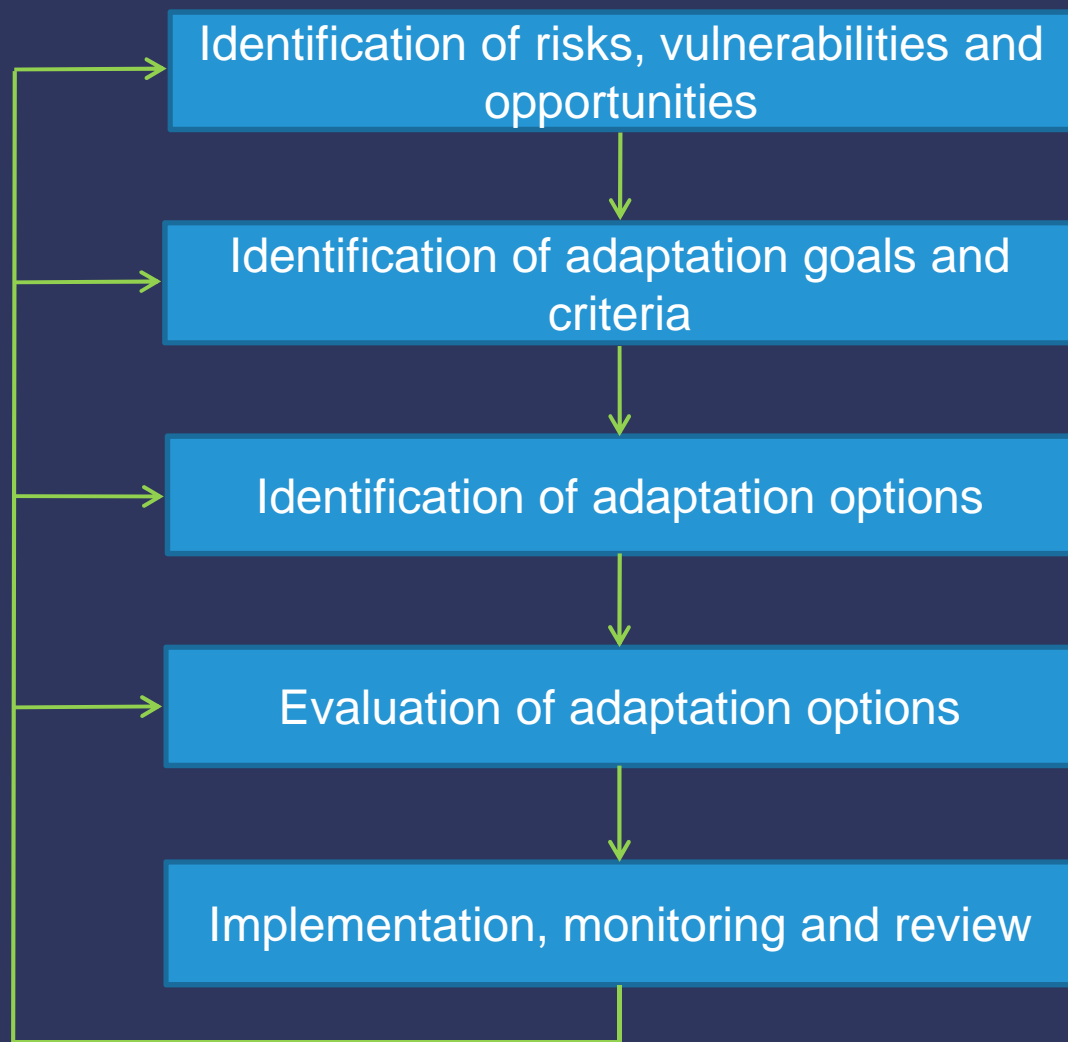 Identification of risks, vulnerabilities and
opportunities
Identification of adaptation goals and
criteria
Identification of adaptation options
Evaluation of adaptation options
Implementation, monitoring and review